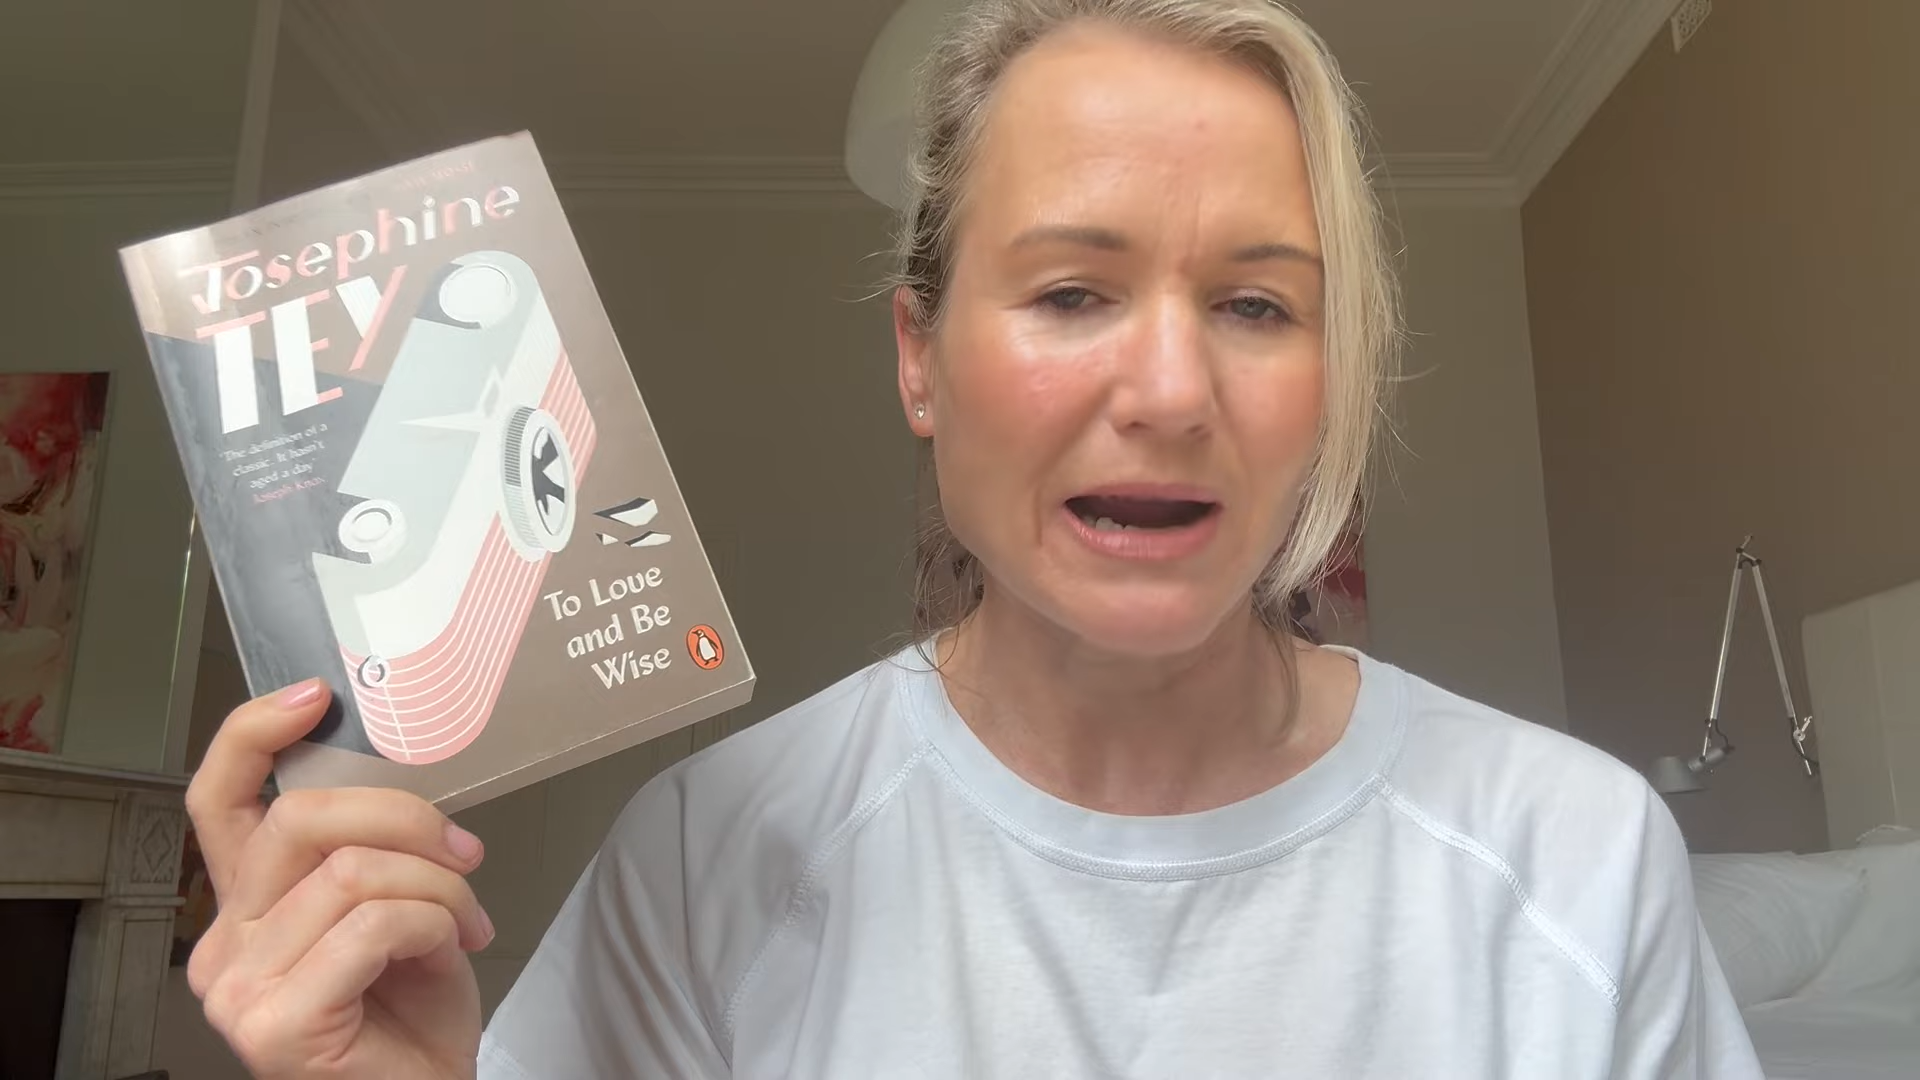 Josephine
TEY
'The definition of a
classic. It hasn't
aged a day'
Joseph Knox
To Love
and Be
Wise